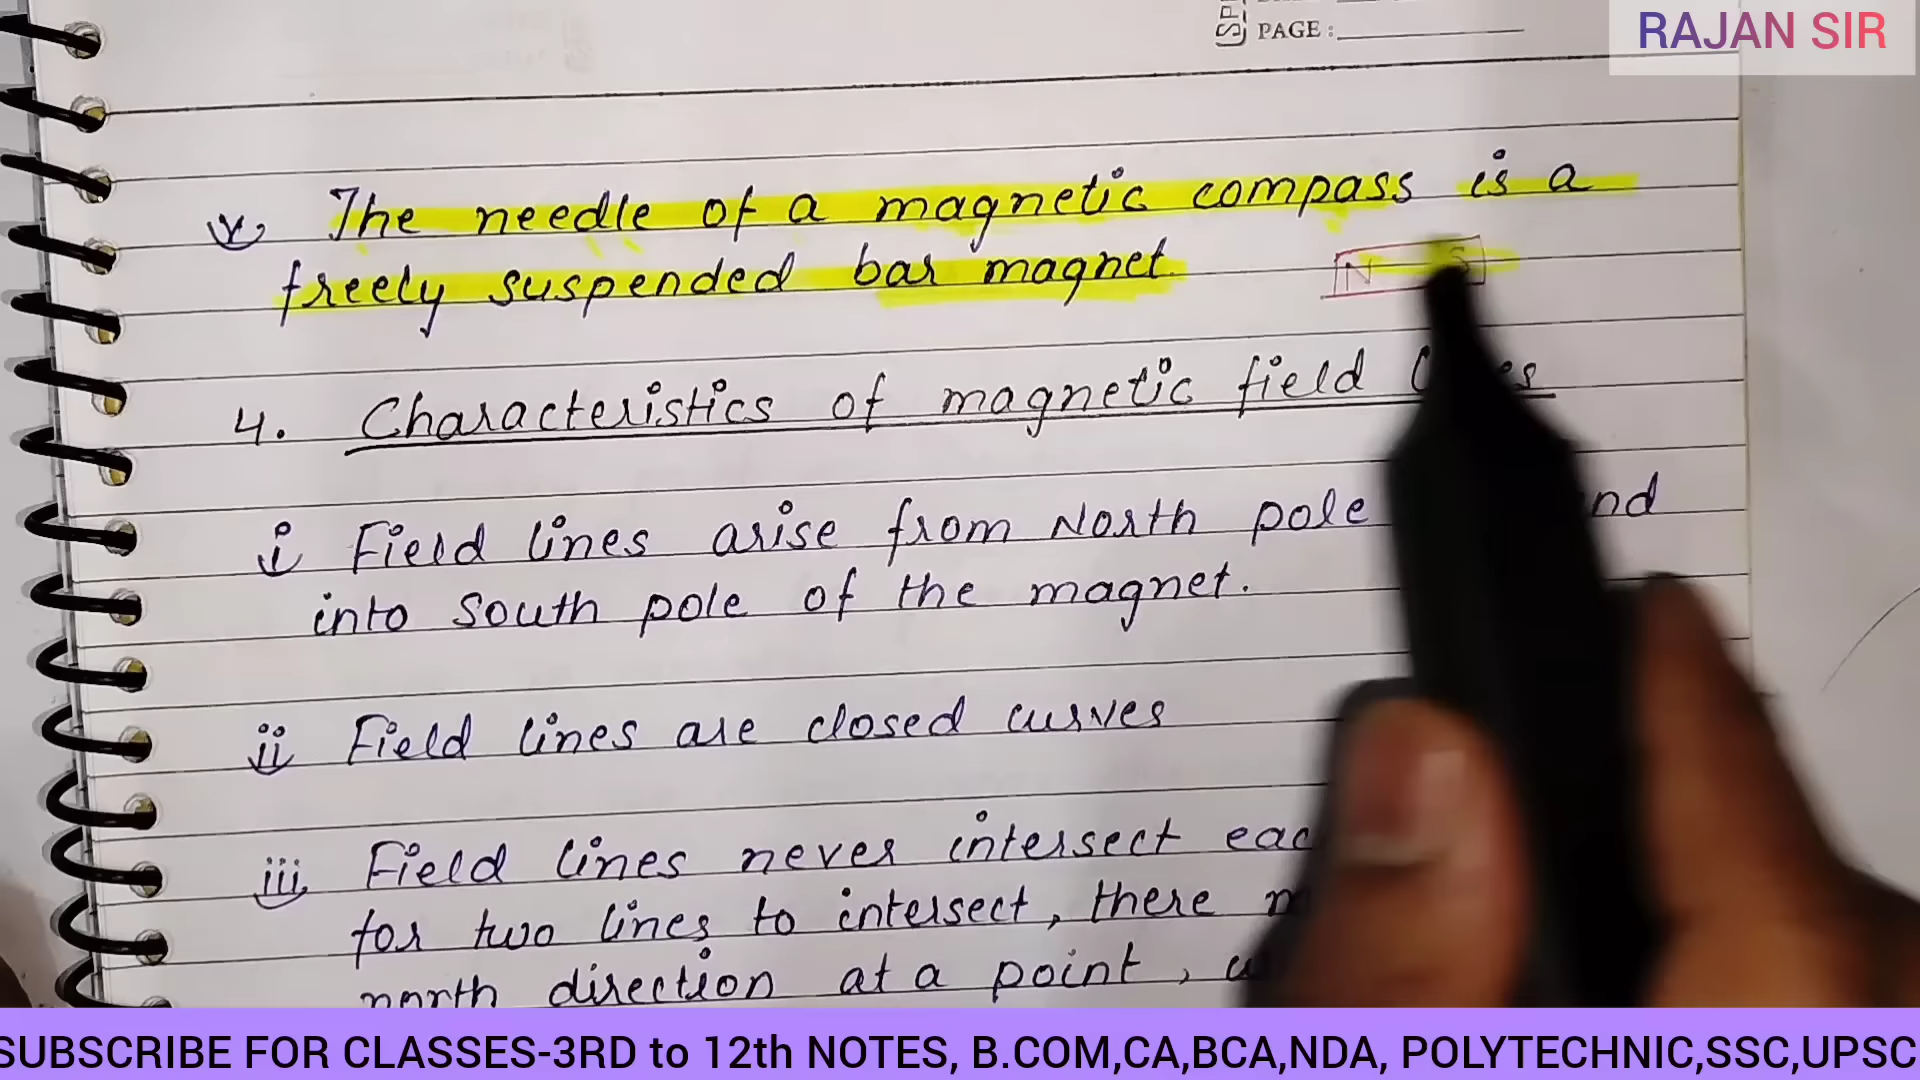 PAGE :
RAJAN SIR
v The needle of a magnetic compass is a
freely suspended bar magnet.
N S
4. Characteristics of magnetic field
i Field lines arise from North pole
into South pole of the magnet.
ii Field lines are closed curves
iii Field lines never intersect
for two lines to intersect, there
north direction at a point,
SUBSCRIBE FOR CLASSES-3RD to 12th NOTES, B.COM,CA,BCA,NDA, POLYTECHNIC,SSC,UPSC